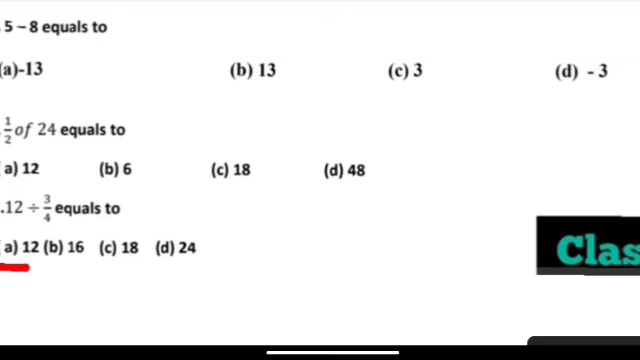 . 5 – 8 equals to
(a)-13 (b) 13 (c) 3 (d) - 3
1/2 of 24 equals to
a) 12 (b) 6 (c) 18 (d) 48
.12 ÷ 3/4 equals to
a) 12 (b) 16 (c) 18 (d) 24
Clas